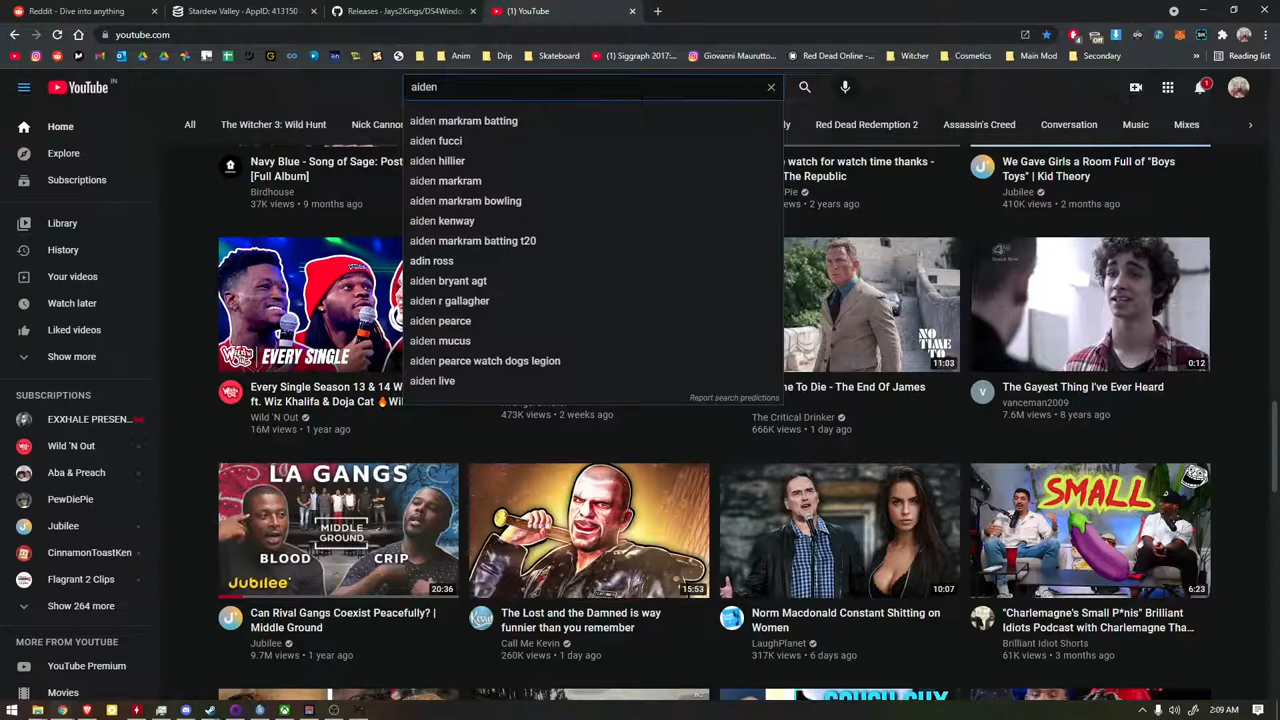 Reddit - Dive into anything
Stardew Valley - AppID: 413150
Releases - Jays2Kings/DS4Windo
(1) YouTube
youtube.com
Anim
Drip
Skateboard
(1) Siggraph 2017:...
Giovanni Maurutto...
Red Dead Online -...
Witcher
Cosmetics
Main Mod
Secondary
Reading list
YouTube IN
aiden
1
aiden markram batting
aiden fucci
aiden hillier
aiden markram
aiden markram bowling
aiden kenway
aiden markram batting t20
adin ross
aiden bryant agt
aiden r gallagher
aiden pearce
aiden mucus
aiden pearce watch dogs legion
aiden live
Report search predictions
Home
Explore
Subscriptions
Library
History
Your videos
Watch later
Liked videos
Show more
SUBSCRIPTIONS
EXXHALE PRESEN...
Wild 'N Out
Aba & Preach
PewDiePie
Jubilee
CinnamonToastKen
Flagrant 2 Clips
Show 264 more
MORE FROM YOUTUBE
YouTube Premium
Movies
All
The Witcher 3: Wild Hunt
Nick Cannon
Red Dead Redemption 2
Assassin's Creed
Conversation
Music
Mixes
Navy Blue - Song of Sage: Post
[Full Album]
Birdhouse
37K views • 9 months ago
watch for watch time thanks -
The Republic
Pie
ews • 2 years ago
We Gave Girls a Room Full of "Boys
Toys" | Kid Theory
Jubilee
410K views • 2 months ago
EVERY SINGLE
Every Single Season 13 & 14 W
ft. Wiz Khalifa & Doja Cat 🔥Wi
Wild 'N Out
16M views • 1 year ago
473K views • 2 weeks ago
NO
TIME
TO
11:03
e To Die - The End Of James
The Critical Drinker
666K views • 1 day ago
4
0:12
The Gayest Thing I've Ever Heard
vanceman2009
7.6M views • 8 years ago
LA GANGS
MIDDLE
GROUND
BLOOD
CRIP
Jubilee
20:36
Can Rival Gangs Coexist Peacefully? |
Middle Ground
Jubilee
9.7M views • 1 year ago
15:53
The Lost and the Damned is way
funnier than you remember
Call Me Kevin
260K views • 1 day ago
10:07
Norm Macdonald Constant Shitting on
Women
LaughPlanet
317K views • 6 days ago
SMALL
6:23
"Charlemagne's Small P*nis" Brilliant
Idiots Podcast with Charlemagne Tha...
Brilliant Idiot Shorts
61K views • 3 months ago
2:09 AM